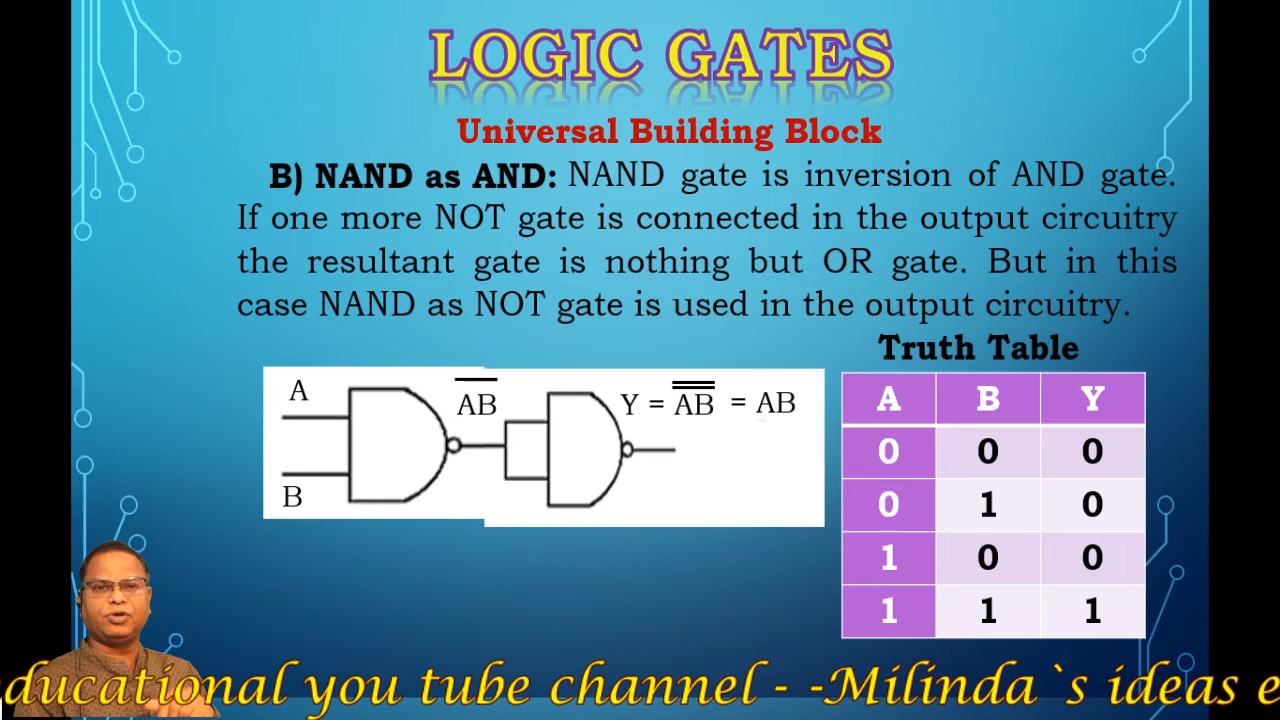 LOGIC GATES
Universal Building Block
B) NAND as AND: NAND gate is inversion of AND gate.
If one more NOT gate is connected in the output circuitry
the resultant gate is nothing but OR gate. But in this
case NAND as NOT gate is used in the output circuitry.
Truth Table
A
B
A̅B̅
Y = A̿B̿ = AB
A B Y
0 0 0
0 1 0
1 0 0
1 1 1
ducational you tube channel - -Milinda`s ideas e